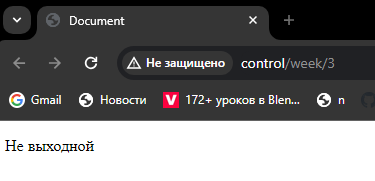 Document
Не защищено control/week/3
Gmail Новости 172+ уроков в Blen... n
Не выходной